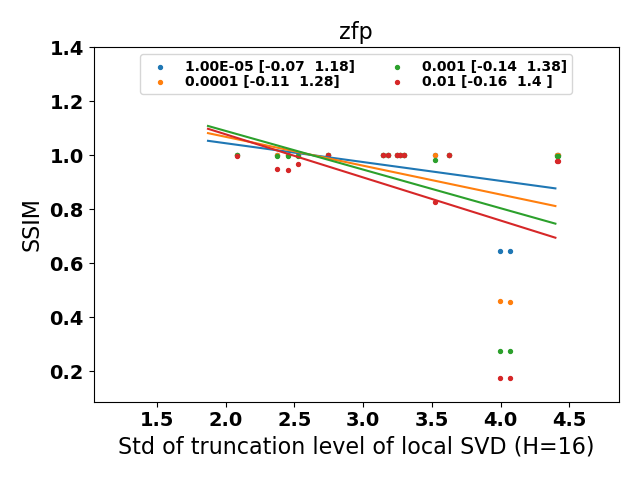 zfp
1.00E-05 [-0.07  1.18]
0.0001 [-0.11  1.28]
0.001 [-0.14  1.38]
0.01 [-0.16  1.4 ]
SSIM
1.4
1.2
1.0
0.8
0.6
0.4
0.2
1.5 2.0 2.5 3.0 3.5 4.0 4.5
Std of truncation level of local SVD (H=16)